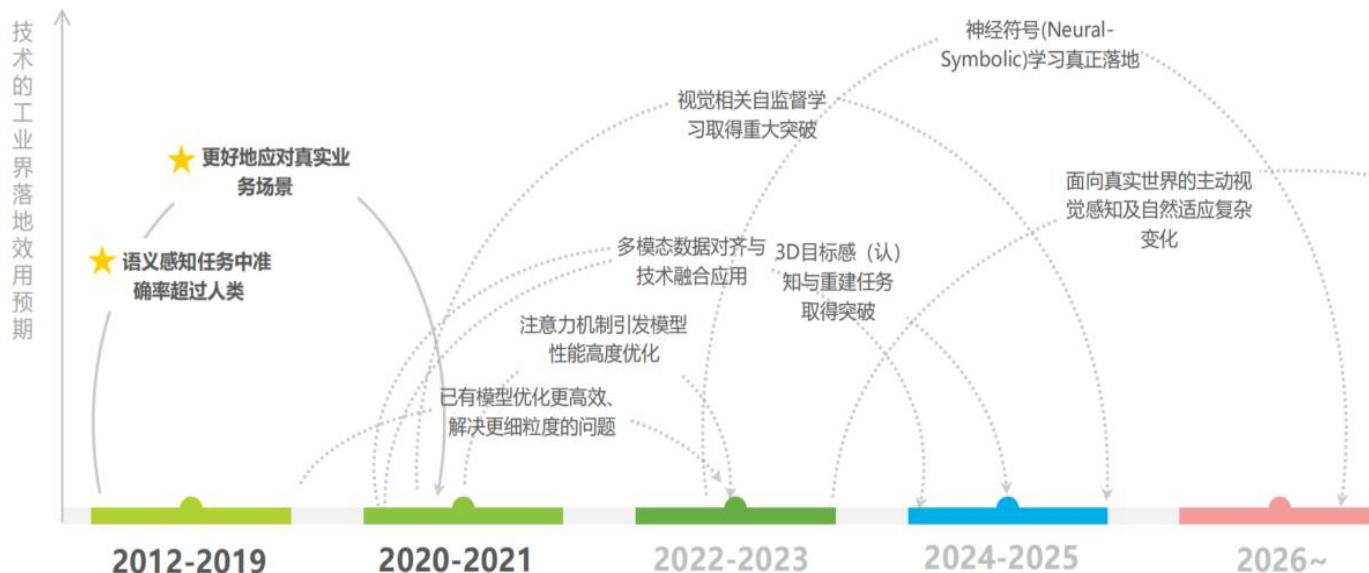 技术的工业界落地效用预期
神经符号(Neural-
Symbolic)学习真正落地
视觉相关自监督学
习取得重大突破
更好地应对真实业
务场景
面向真实世界的主动视
觉感知及自然适应复杂
变化
语义感知任务中准
确率超过人类
多模态数据对齐与
技术融合应用
3D目标感（认）
知与重建任务
取得突破
注意力机制引发模型
性能高度优化
已有模型优化更高效、
解决更细粒度的问题
2012-2019
2020-2021
2022-2023
2024-2025
2026~